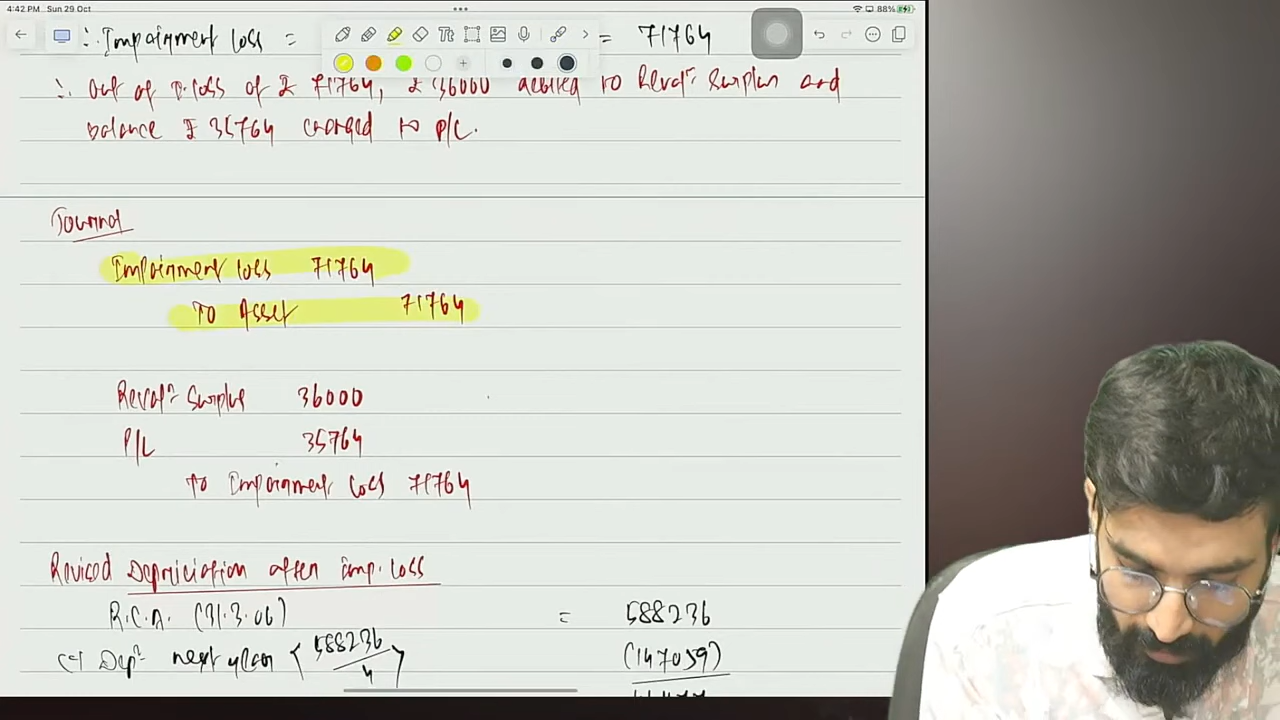 4:42 PM Sun 29 Oct
88%
∴ Impairment loss = = 71764
∴ Out of I.loss of ₹ 71764, ₹ 36000 debited to Reval⁼ Surplus and
balance ₹ 35764 charged to P/L.
Journal
Impairment loss 71764
To Asset 71764
Reval⁼ Surplus 36000
P/L 35764
To Impairment loss 71764
Revised Depriciation after imp. loss
R.C.A. (31.3.06) = 588236
(-) Dep⁼ next year (588236/4) (147059)